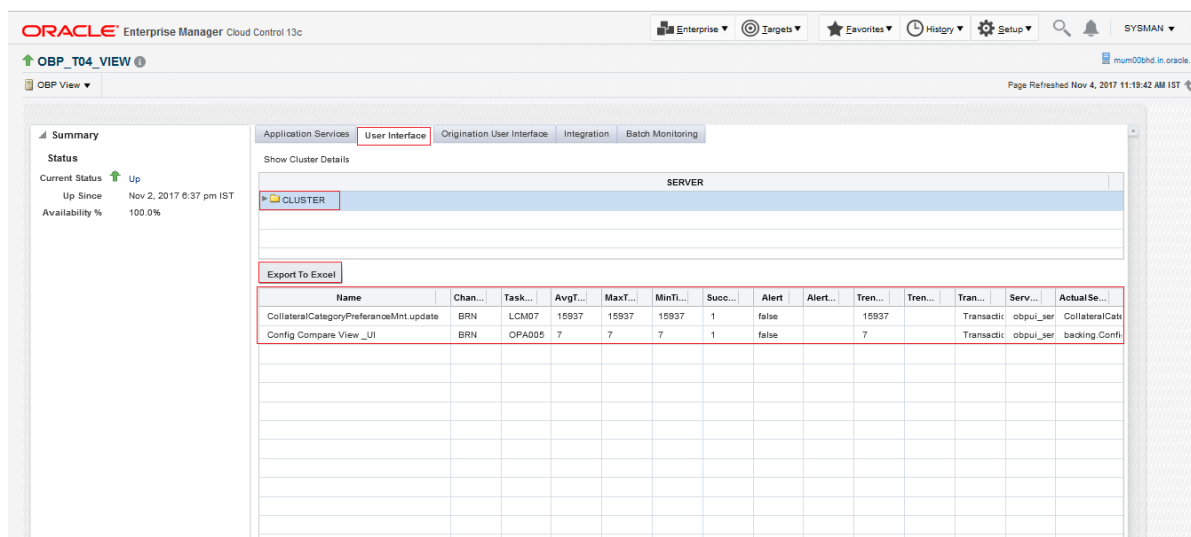 ORACLE Enterprise Manager Cloud Control 13c
Enterprise Targets Favorites History Setup SYSMAN
OBP_T04_VIEW
mum00bhd.in.oracle.
OBP View
Page Refreshed Nov 4, 2017 11:19:42 AM IST
Summary
Status
Current Status Up
Up Since Nov 2, 2017 6:37 pm IST
Availability % 100.0%
Application Services User Interface Origination User Interface Integration Batch Monitoring
Show Cluster Details
SERVER
CLUSTER
Export To Excel
Name Chan... Task... AvgT... MaxT... MinTi... Succ... Alert Alert... Tren... Tren... Tran... Serv... ActualSe...
CollateralCategoryPreferanceMnt.update BRN LCM07 15937 15937 15937 1 false 15937 Transactic obpui_ser CollateralCate
Config Compare View _UI BRN OPA005 7 7 7 1 false 7 Transactic obpui_ser backing.Config